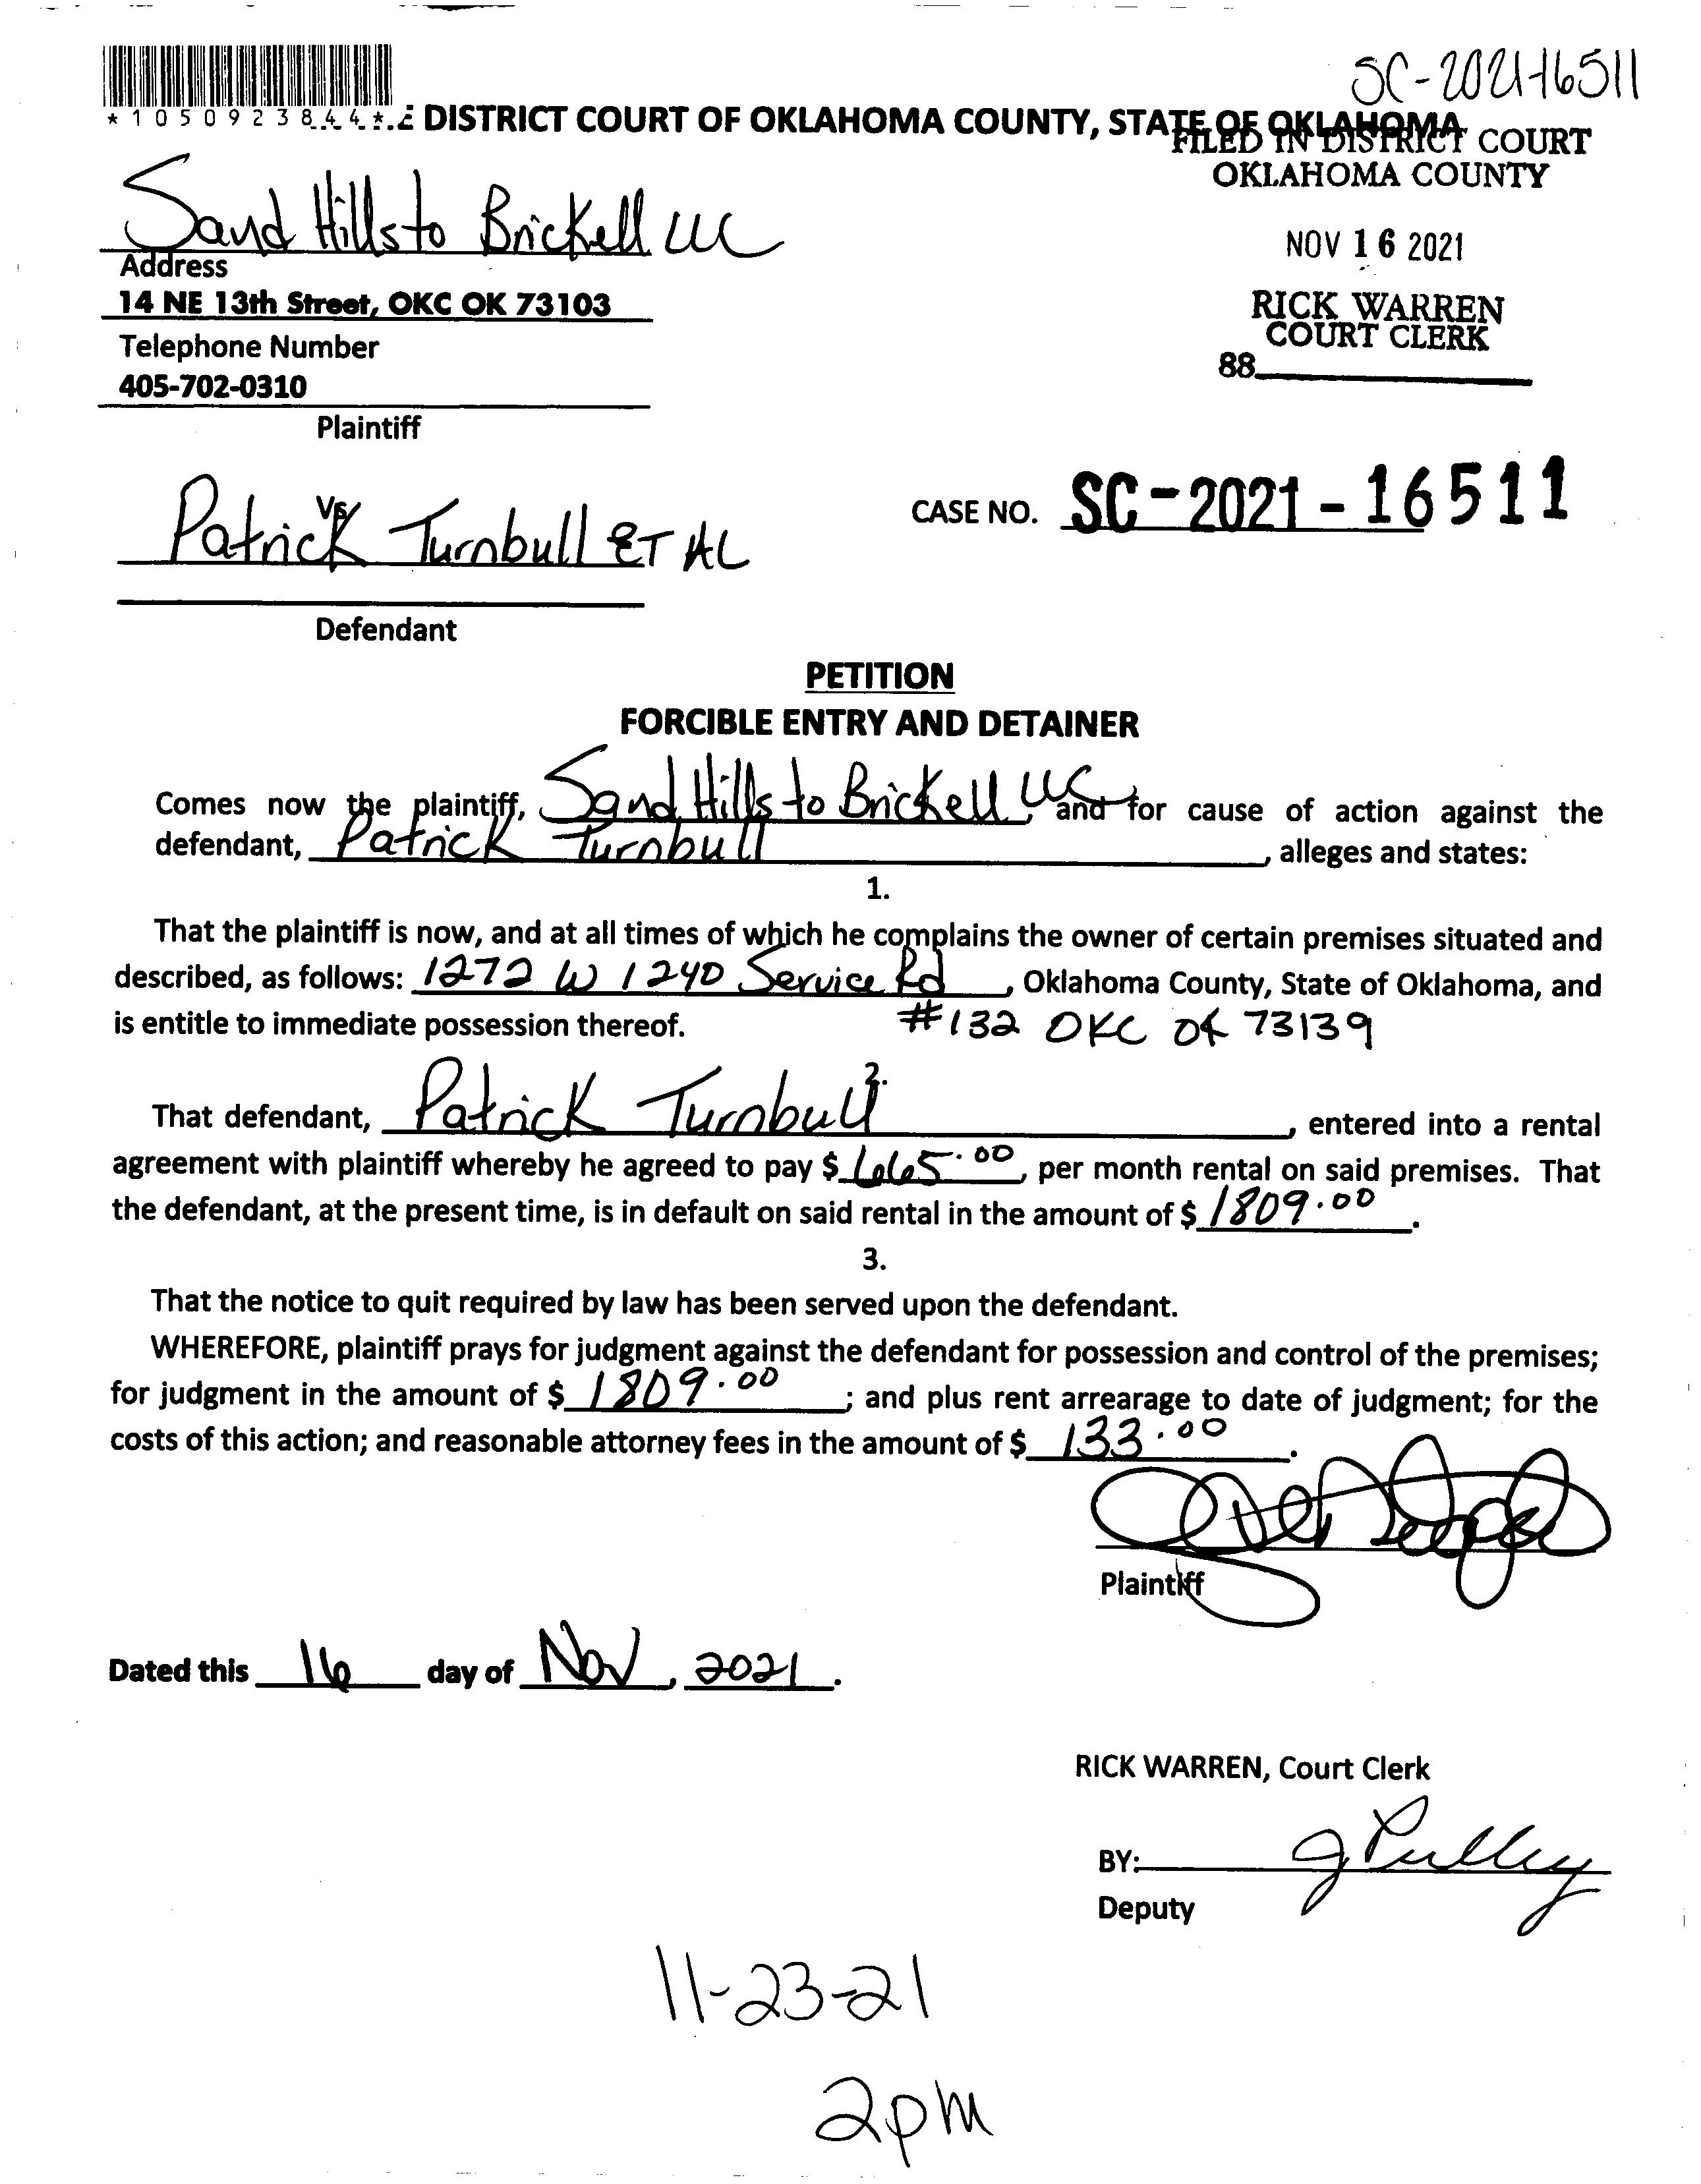 SC-2021-16511
*1050923844*
E DISTRICT COURT OF OKLAHOMA COUNTY, STATE OF OKLAHOMA
FILED IN DISTRICT COURT
OKLAHOMA COUNTY
Sand Hills to Brickell LLC
NOV 16 2021
Address
14 NE 13th Street, OKC OK 73103
RICK WARREN
COURT CLERK
Telephone Number
88
405-702-0310
Plaintiff
vs
CASE NO. SC-2021-16511
Patrick Turnbull ET AL
Defendant
PETITION
FORCIBLE ENTRY AND DETAINER
Comes now the plaintiff, Sand Hills to Brickell LLC, and for cause of action against the
defendant, Patrick Turnbull, alleges and states:
1.
That the plaintiff is now, and at all times of which he complains the owner of certain premises situated and
described, as follows: 1272 W I240 Service Rd, Oklahoma County, State of Oklahoma, and
is entitle to immediate possession thereof. #132 OKC OK 73139
2.
That defendant, Patrick Turnbull, entered into a rental
agreement with plaintiff whereby he agreed to pay $ 665.00, per month rental on said premises. That
the defendant, at the present time, is in default on said rental in the amount of $ 1809.00.
3.
That the notice to quit required by law has been served upon the defendant.
WHEREFORE, plaintiff prays for judgment against the defendant for possession and control of the premises;
for judgment in the amount of $ 1809.00; and plus rent arrearage to date of judgment; for the
costs of this action; and reasonable attorney fees in the amount of $ 133.00.
Plaintiff
Dated this 16 day of Nov, 2021.
RICK WARREN, Court Clerk
BY: J Pulley
Deputy
11-23-21
2pm